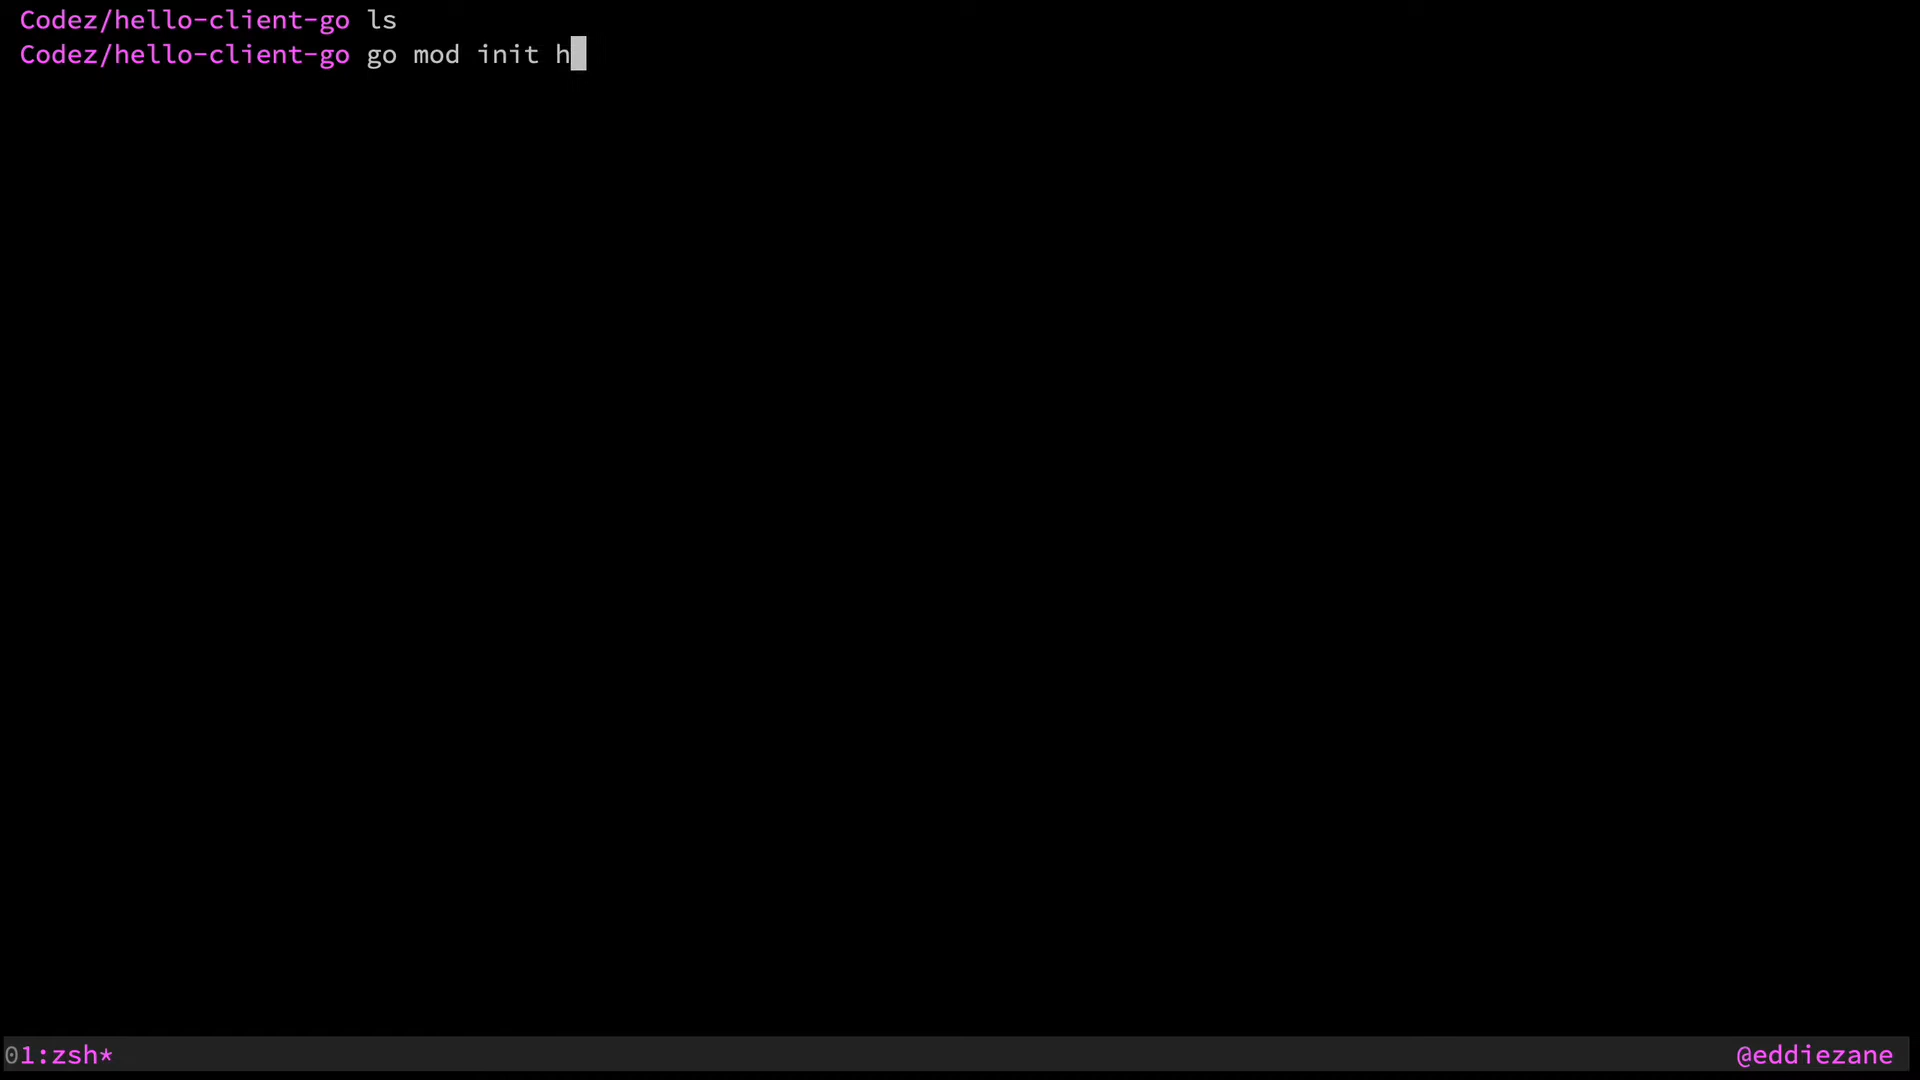 Codez/hello-client-go ls
Codez/hello-client-go go mod init h
01:zsh* @eddiezane